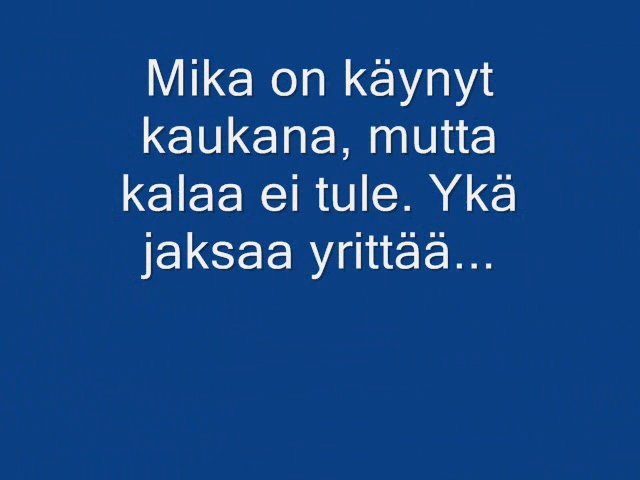 Mika on käynyt
kaukana, mutta
kalaa ei tule. Ykä
jaksaa yrittää...